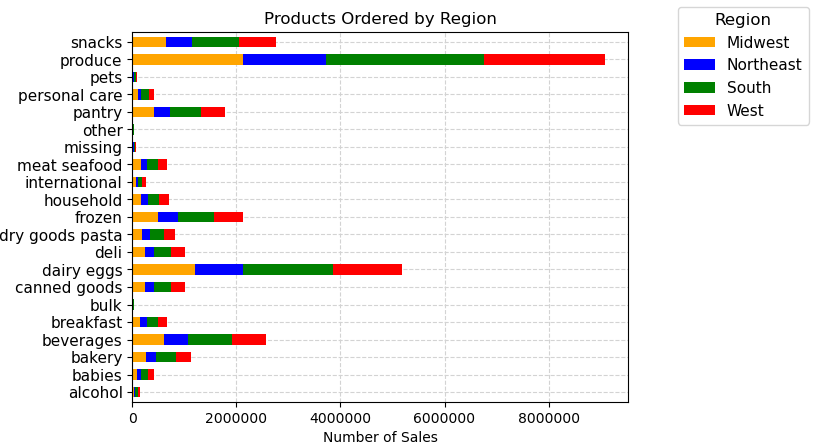 Products Ordered by Region
Region
Midwest
Northeast
South
West
snacks
produce
pets
personal care
pantry
other
missing
meat seafood
international
household
frozen
dry goods pasta
deli
dairy eggs
canned goods
bulk
breakfast
beverages
bakery
babies
alcohol
0 2000000 4000000 6000000 8000000
Number of Sales